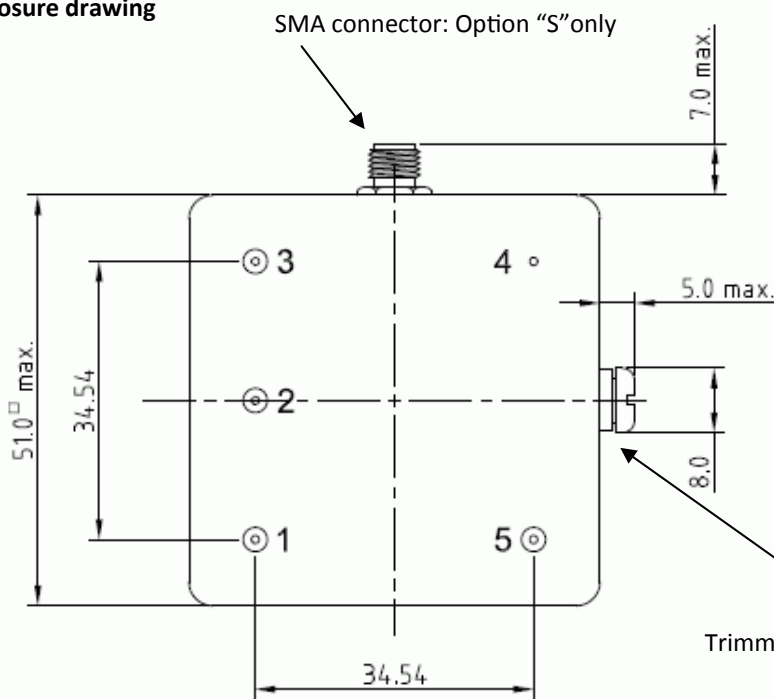 osure drawing
SMA connector: Option “S”only
7.0 max.
3
4
5.0 max.
51.0□ max.
34.54
2
8.0
1
5
Trimm
34.54